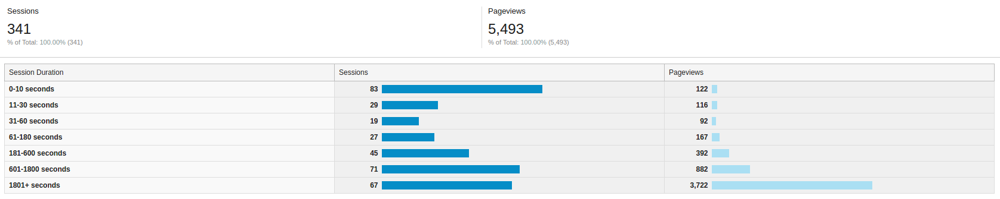 Sessions Pageviews
341 5,493
% of Total: 100.00% (341) % of Total: 100.00% (5,493)
Session Duration Sessions Pageviews
0-10 seconds 83 122
11-30 seconds 29 116
31-60 seconds 19 92
61-180 seconds 27 167
181-600 seconds 45 392
601-1800 seconds 71 882
1801+ seconds 67 3,722